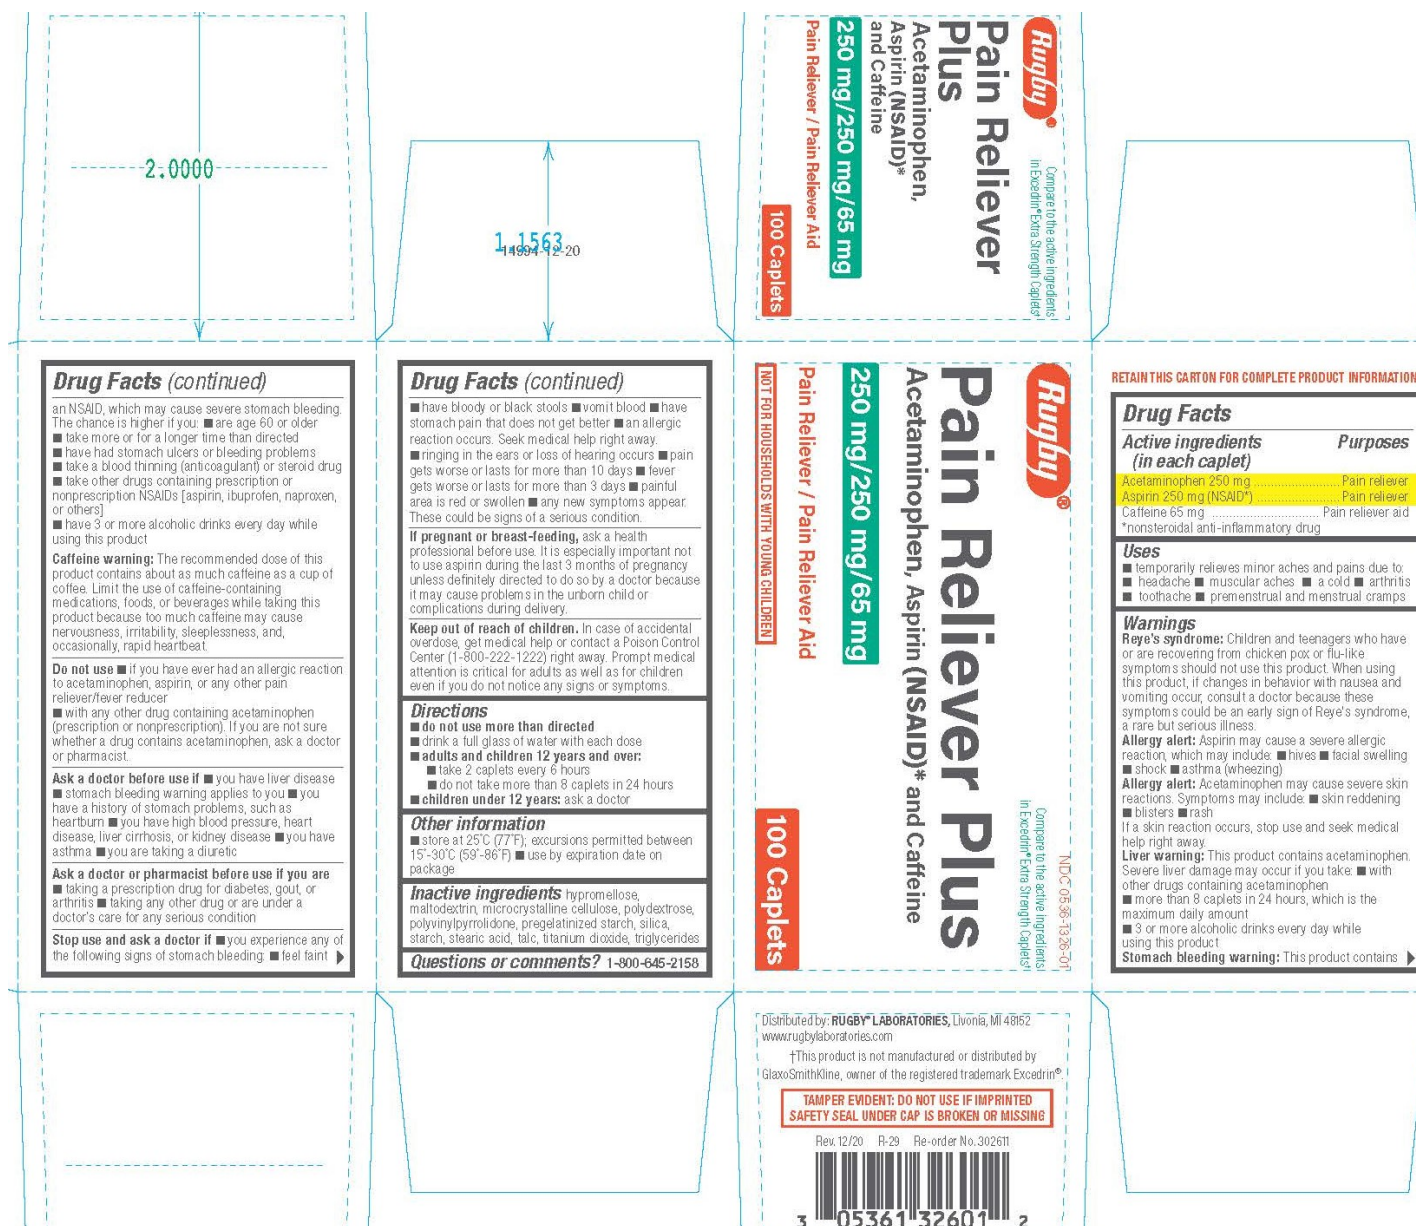 2.0000
1.1563
14994-12-20
Rugby®
Pain Reliever
Plus
Acetaminophen,
Aspirin (NSAID)*
and Caffeine
250 mg/250 mg/65 mg
Pain Reliever / Pain Reliever Aid
100 Caplets
Compare to the active ingredients
in Excedrin® Extra Strength Caplets†
Drug Facts (continued)
an NSAID, which may cause severe stomach bleeding.
The chance is higher if you: ■ are age 60 or older
■ take more or for a longer time than directed
■ have had stomach ulcers or bleeding problems
■ take a blood thinning (anticoagulant) or steroid drug
■ take other drugs containing prescription or
nonprescription NSAIDs [aspirin, ibuprofen, naproxen,
or others]
■ have 3 or more alcoholic drinks every day while
using this product
Caffeine warning: The recommended dose of this
product contains about as much caffeine as a cup of
coffee. Limit the use of caffeine-containing
medications, foods, or beverages while taking this
product because too much caffeine may cause
nervousness, irritability, sleeplessness, and,
occasionally, rapid heartbeat.
Do not use ■ if you have ever had an allergic reaction
to acetaminophen, aspirin, or any other pain
reliever/fever reducer
■ with any other drug containing acetaminophen
(prescription or nonprescription). If you are not sure
whether a drug contains acetaminophen, ask a doctor
or pharmacist.
Ask a doctor before use if ■ you have liver disease
■ stomach bleeding warning applies to you ■ you
have a history of stomach problems, such as
heartburn ■ you have high blood pressure, heart
disease, liver cirrhosis, or kidney disease ■ you have
asthma ■ you are taking a diuretic
Ask a doctor or pharmacist before use if you are
■ taking a prescription drug for diabetes, gout, or
arthritis ■ taking any other drug or are under a
doctor's care for any serious condition
Stop use and ask a doctor if ■ you experience any of
the following signs of stomach bleeding: ■ feel faint
Drug Facts (continued)
■ have bloody or black stools ■ vomit blood ■ have
stomach pain that does not get better ■ an allergic
reaction occurs. Seek medical help right away.
■ ringing in the ears or loss of hearing occurs ■ pain
gets worse or lasts for more than 10 days ■ fever
gets worse or lasts for more than 3 days ■ painful
area is red or swollen ■ any new symptoms appear.
These could be signs of a serious condition.
If pregnant or breast-feeding, ask a health
professional before use. It is especially important not
to use aspirin during the last 3 months of pregnancy
unless definitely directed to do so by a doctor because
it may cause problems in the unborn child or
complications during delivery.
Keep out of reach of children. In case of accidental
overdose, get medical help or contact a Poison Control
Center (1-800-222-1222) right away. Prompt medical
attention is critical for adults as well as for children
even if you do not notice any signs or symptoms.
Directions
■ do not use more than directed
■ drink a full glass of water with each dose
■ adults and children 12 years and over:
■ take 2 caplets every 6 hours
■ do not take more than 8 caplets in 24 hours
■ children under 12 years: ask a doctor
Other information
■ store at 25˚C (77˚F); excursions permitted between
15˚-30˚C (59˚-86˚F) ■ use by expiration date on
package
Inactive ingredients hypromellose,
maltodextrin, microcrystalline cellulose, polydextrose,
polyvinylpyrrolidone, pregelatinized starch, silica,
starch, stearic acid, talc, titanium dioxide, triglycerides
Questions or comments? 1-800-645-2158
Rugby®
Pain Reliever Plus
Acetaminophen, Aspirin (NSAID)* and Caffeine
250 mg/250 mg/65 mg
Pain Reliever / Pain Reliever Aid
NOT FOR HOUSEHOLDS WITH YOUNG CHILDREN
100 Caplets
NDC 0536-1326-01
Compare to the active ingredients
in Excedrin® Extra Strength Caplets†
RETAIN THIS CARTON FOR COMPLETE PRODUCT INFORMATION
Drug Facts
Active ingredients Purposes
(in each caplet)
Acetaminophen 250 mg ..................... Pain reliever
Aspirin 250 mg (NSAID*) ..................... Pain reliever
Caffeine 65 mg ........................... Pain reliever aid
*nonsteroidal anti-inflammatory drug
Uses
■ temporarily relieves minor aches and pains due to:
■ headache ■ muscular aches ■ a cold ■ arthritis
■ toothache ■ premenstrual and menstrual cramps
Warnings
Reye's syndrome: Children and teenagers who have
or are recovering from chicken pox or flu-like
symptoms should not use this product. When using
this product, if changes in behavior with nausea and
vomiting occur, consult a doctor because these
symptoms could be an early sign of Reye's syndrome,
a rare but serious illness.
Allergy alert: Aspirin may cause a severe allergic
reaction, which may include: ■ hives ■ facial swelling
■ shock ■ asthma (wheezing)
Allergy alert: Acetaminophen may cause severe skin
reactions. Symptoms may include: ■ skin reddening
■ blisters ■ rash
If a skin reaction occurs, stop use and seek medical
help right away.
Liver warning: This product contains acetaminophen.
Severe liver damage may occur if you take: ■ with
other drugs containing acetaminophen
■ more than 8 caplets in 24 hours, which is the
maximum daily amount
■ 3 or more alcoholic drinks every day while
using this product
Stomach bleeding warning: This product contains
Distributed by: RUGBY® LABORATORIES, Livonia, MI 48152
www.rugbylaboratories.com
†This product is not manufactured or distributed by
GlaxoSmithKline, owner of the registered trademark Excedrin®.
TAMPER EVIDENT: DO NOT USE IF IMPRINTED
SAFETY SEAL UNDER CAP IS BROKEN OR MISSING
Rev. 12/20 R-29 Re-order No. 302611
3 05361 32601 2